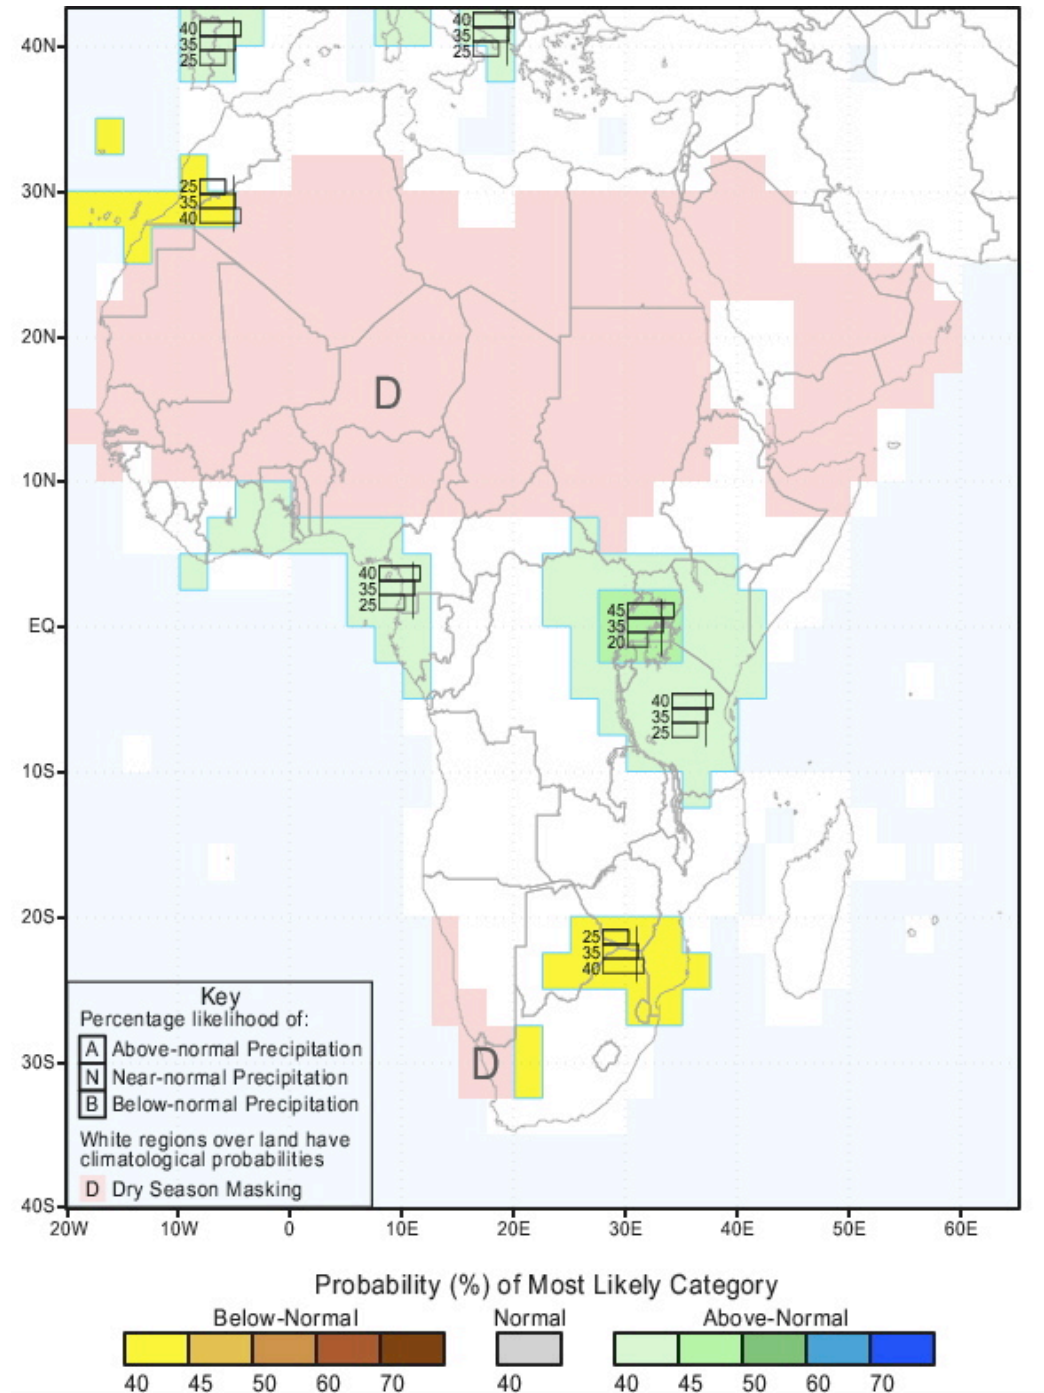 40N
40
35
25
40
35
25
30N
25
35
40
20N
D
10N
40
35
25
EQ
45
35
20
40
35
25
10S
20S
25
35
40
Key
Percentage likelihood of:
A Above-normal Precipitation
N Near-normal Precipitation
B Below-normal Precipitation
White regions over land have
climatological probabilities
D Dry Season Masking
30S
D
40S
20W 10W 0 10E 20E 30E 40E 50E 60E
Probability (%) of Most Likely Category
Below-Normal Normal Above-Normal
40 45 50 60 70 40 40 45 50 60 70